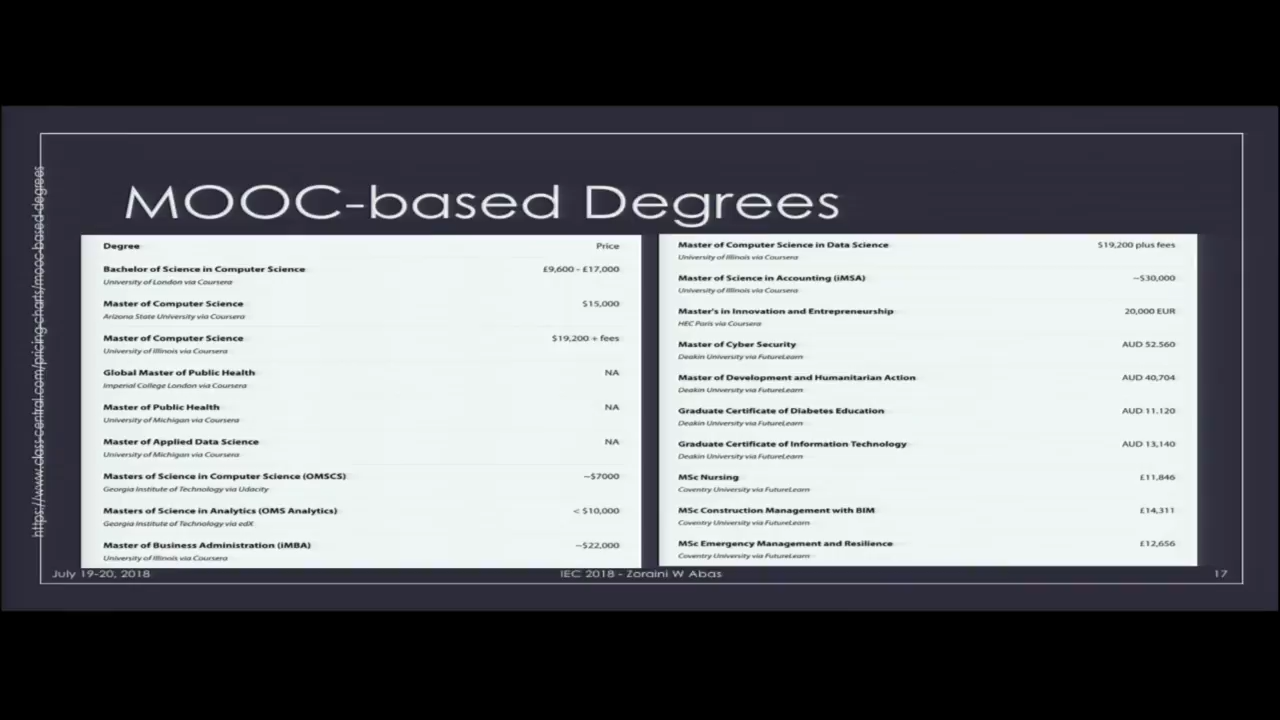 MOOC-based Degrees
https://www.class-central.com/pricing-charts/mooc-based-degrees
Degree Price
Bachelor of Science in Computer Science £9,600 - £17,000
University of London via Coursera
Master of Computer Science $15,000
Arizona State University via Coursera
Master of Computer Science $19,200 + fees
University of Illinois via Coursera
Global Master of Public Health NA
Imperial College London via Coursera
Master of Public Health NA
University of Michigan via Coursera
Master of Applied Data Science NA
University of Michigan via Coursera
Masters of Science in Computer Science (OMSCS) ~$7000
Georgia Institute of Technology via Udacity
Masters of Science in Analytics (OMS Analytics) < $10,000
Georgia Institute of Technology via edX
Master of Business Administration (iMBA) ~$22,000
University of Illinois via Coursera
Master of Computer Science in Data Science $19,200 plus fees
University of Illinois via Coursera
Master of Science in Accounting (iMSA) ~$30,000
University of Illinois via Coursera
Master's in Innovation and Entrepreneurship 20,000 EUR
HEC Paris via Coursera
Master of Cyber Security AUD 52.560
Deakin University via FutureLearn
Master of Development and Humanitarian Action AUD 40,704
Deakin University via FutureLearn
Graduate Certificate of Diabetes Education AUD 11.120
Deakin University via FutureLearn
Graduate Certificate of Information Technology AUD 13,140
Deakin University via FutureLearn
MSc Nursing £11,846
Coventry University via FutureLearn
MSc Construction Management with BIM £14,311
Coventry University via FutureLearn
MSc Emergency Management and Resilience £12,656
Coventry University via FutureLearn
July 19-20, 2018 IEC 2018 - Zoraini W Abas 17